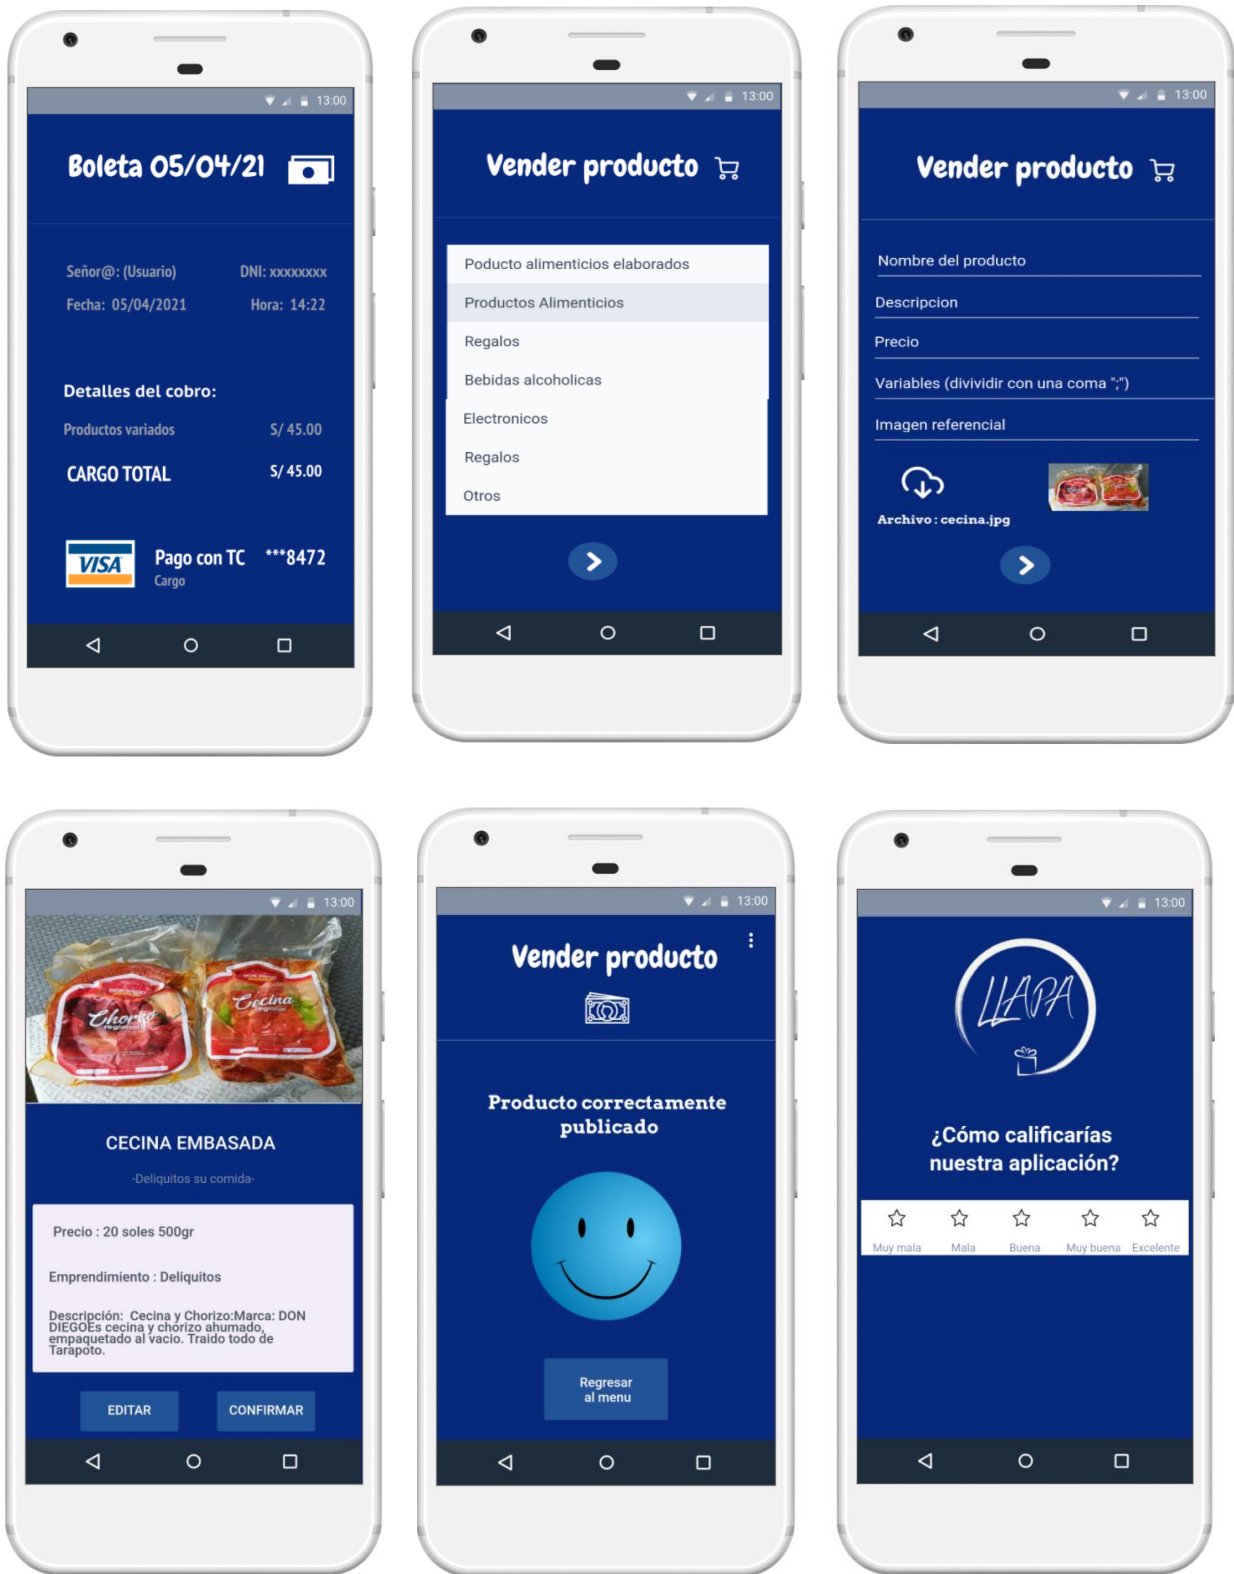 13:00
Boleta 05/04/21
Señor@: (Usuario) DNI: xxxxxxxx
Fecha: 05/04/2021 Hora: 14:22
Detalles del cobro:
Productos variados S/ 45.00
CARGO TOTAL S/ 45.00
VISA Pago con TC ***8472
Cargo
13:00
Vender producto
Poducto alimenticios elaborados
Productos Alimenticios
Regalos
Bebidas alcoholicas
Electronicos
Regalos
Otros
13:00
Vender producto
Nombre del producto
Descripcion
Precio
Variables (divividir con una coma ";")
Imagen referencial
Archivo : cecina.jpg
13:00
DON DIEGO
Chorizo
regional
Cecina
regional
CECINA EMBASADA
-Deliquitos su comida-
Precio : 20 soles 500gr
Emprendimiento : Deliquitos
Descripción: Cecina y Chorizo:Marca: DON
DIEGOEs cecina y chorizo ahumado,
empaquetado al vacio. Traido todo de
Tarapoto.
EDITAR CONFIRMAR
13:00
Vender producto
Producto correctamente
publicado
Regresar
al menu
13:00
LLAPA
¿Cómo calificarías
nuestra aplicación?
Muy mala Mala Buena Muy buena Excelente